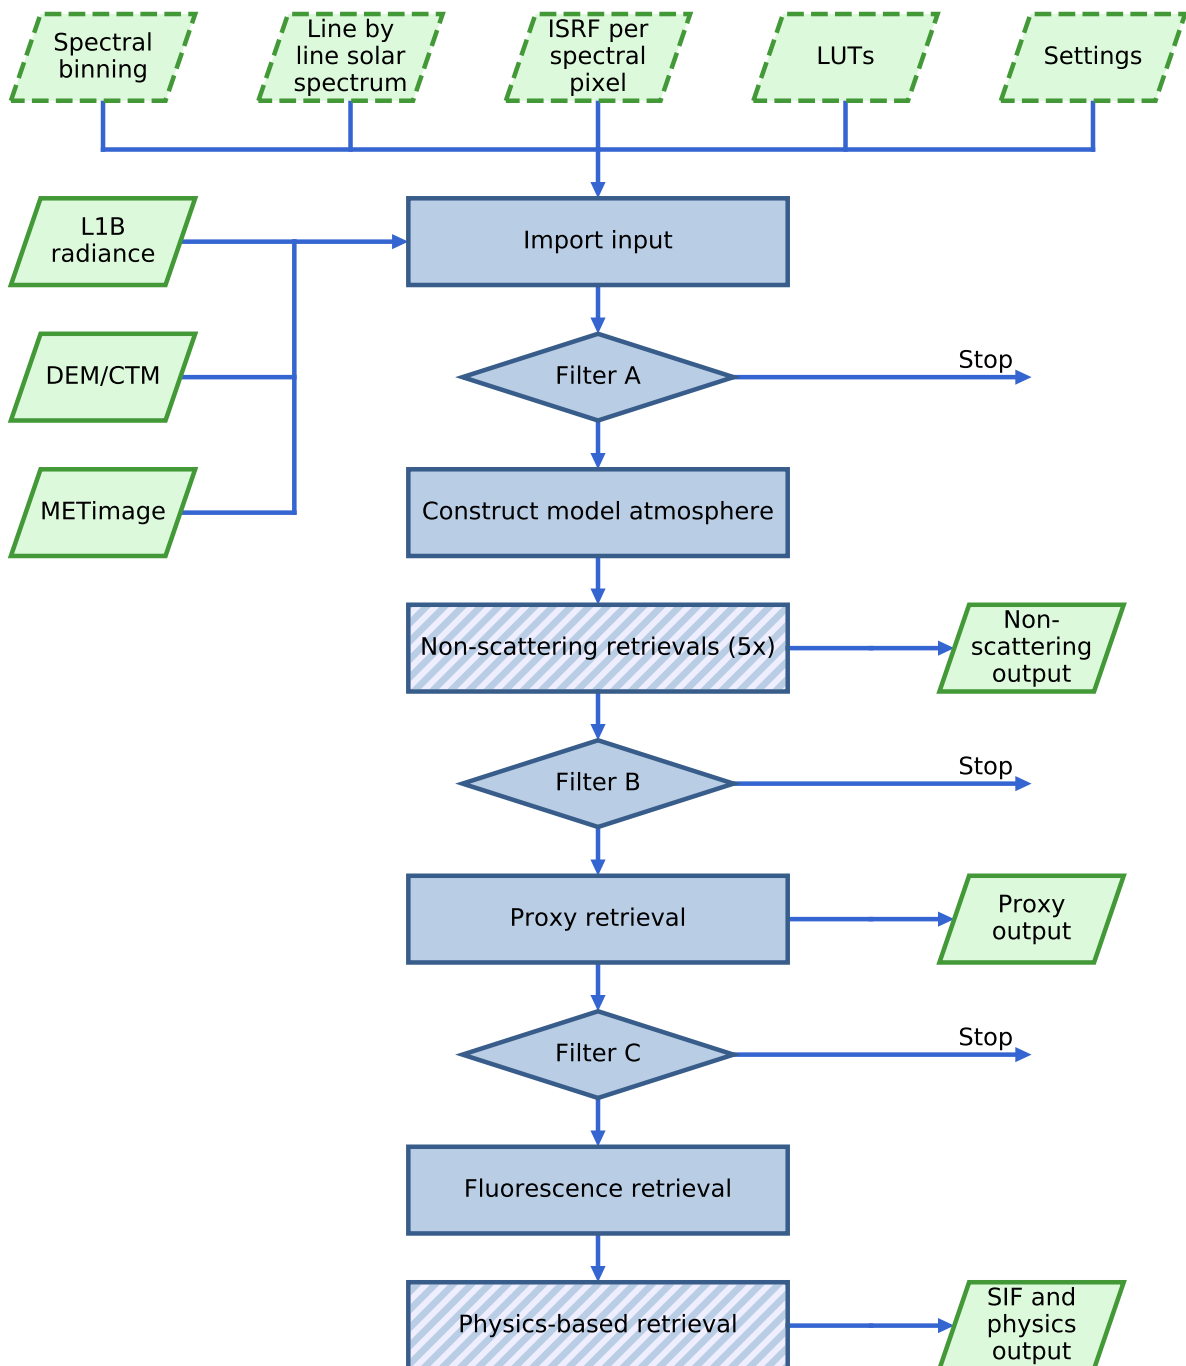 Spectral
binning
Line by
line solar
spectrum
ISRF per
spectral
pixel
LUTs
Settings
L1B
radiance
Import input
DEM/CTM
Filter A
Stop
METimage
Construct model atmosphere
Non-scattering retrievals (5x)
Non-
scattering
output
Filter B
Stop
Proxy retrieval
Proxy
output
Filter C
Stop
Fluorescence retrieval
Physics-based retrieval
SIF and
physics
output